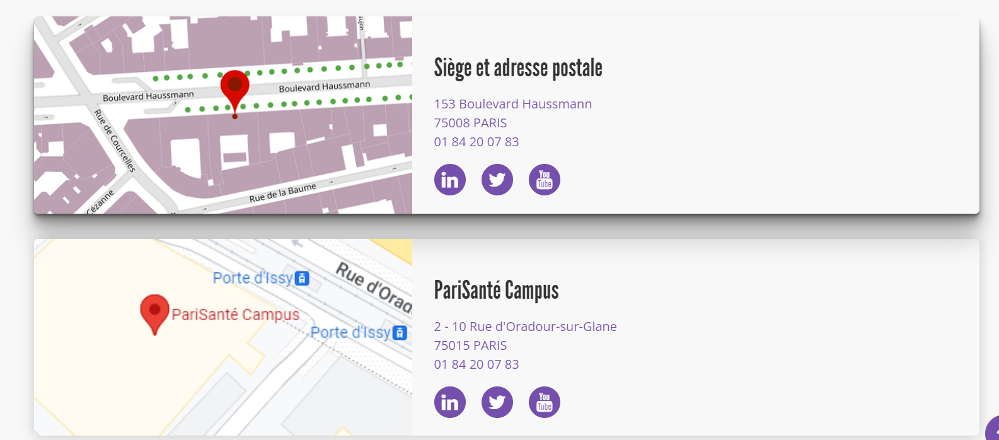 Boulevard Haussmann
Boulevard Haussmann
Rue de Courcelles
Rue de la Baume
Cézanne
Siège et adresse postale
153 Boulevard Haussmann
75008 PARIS
01 84 20 07 83
in
You
Tube
Porte d'Issy
Rue d'Orad
PariSanté Campus
Porte d'Issy
PariSanté Campus
2 - 10 Rue d'Oradour-sur-Glane
75015 PARIS
01 84 20 07 83
in
You
Tube